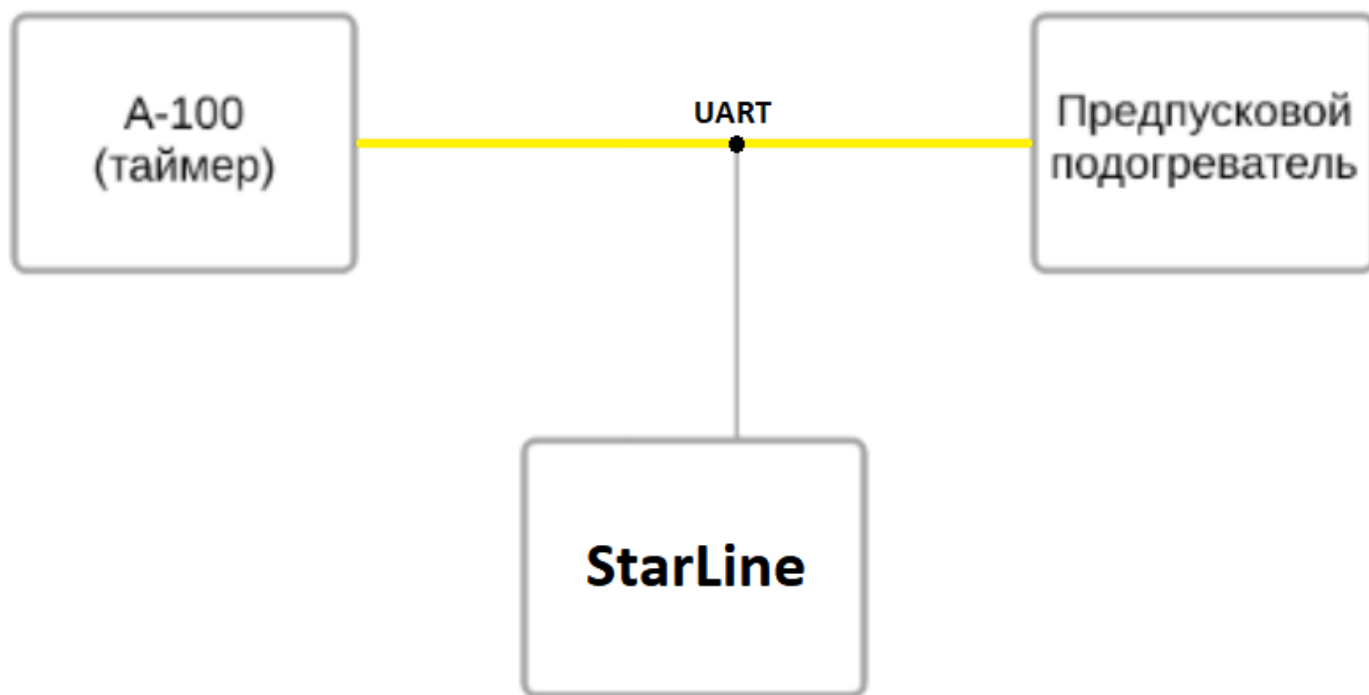 А-100
(таймер)
UART
Предпусковой
подогреватель
StarLine